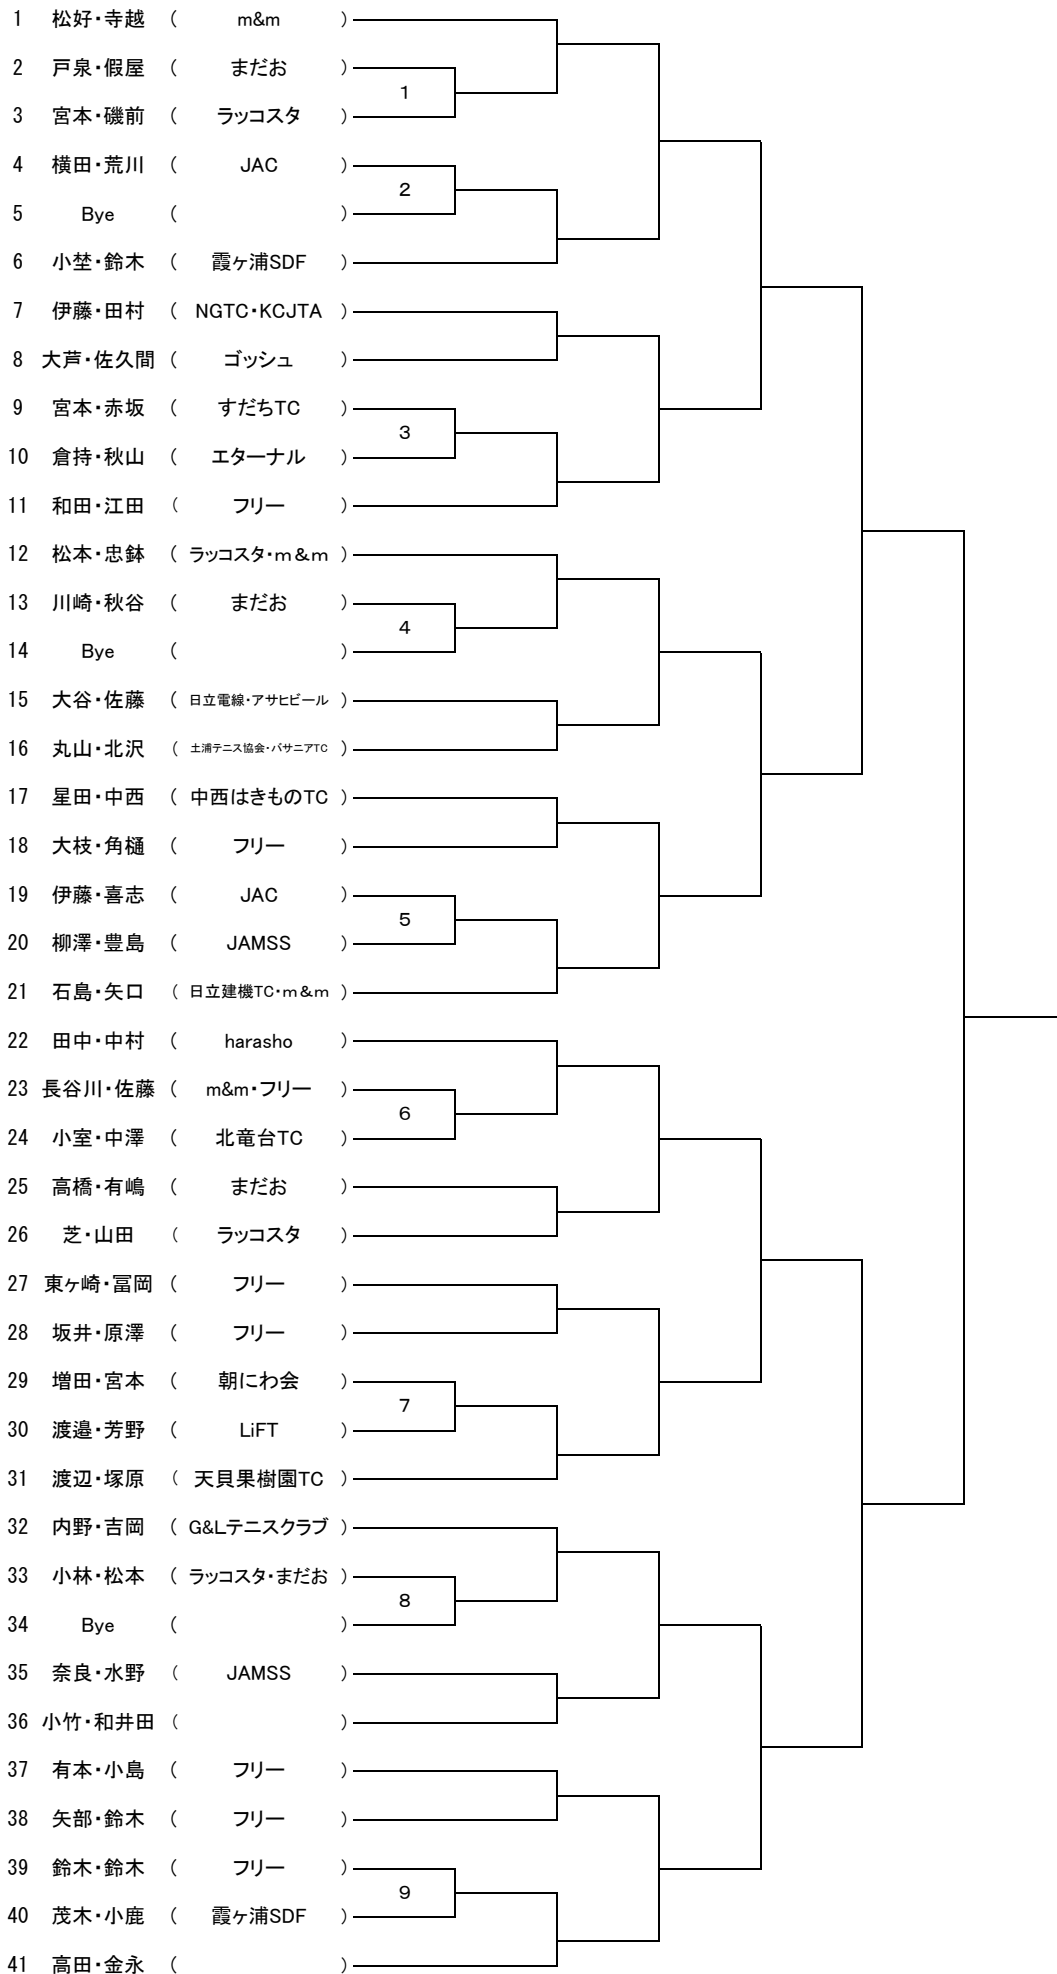 1 松好・寺越 ( m&m )
2 戸泉・假屋 ( まだお )
1
3 宮本・磯前 ( ラッコスタ )
4 横田・荒川 ( JAC )
2
5 Bye ( )
6 小埜・鈴木 ( 霞ヶ浦SDF )
7 伊藤・田村 ( NGTC・KCJTA )
8 大芦・佐久間 ( ゴッシュ )
9 宮本・赤坂 ( すだちTC )
3
10 倉持・秋山 ( エターナル )
11 和田・江田 ( フリー )
12 松本・忠鉢 ( ラッコスタ・m&m )
13 川崎・秋谷 ( まだお )
4
14 Bye ( )
15 大谷・佐藤 ( 日立電線・アサヒビール )
16 丸山・北沢 ( 土浦テニス協会・バサニアTC )
17 星田・中西 ( 中西はきものTC )
18 大枝・角樋 ( フリー )
19 伊藤・喜志 ( JAC )
5
20 柳澤・豊島 ( JAMSS )
21 石島・矢口 ( 日立建機TC・m&m )
22 田中・中村 ( harasho )
23 長谷川・佐藤 ( m&m・フリー )
6
24 小室・中澤 ( 北竜台TC )
25 高橋・有嶋 ( まだお )
26 芝・山田 ( ラッコスタ )
27 東ヶ崎・冨岡 ( フリー )
28 坂井・原澤 ( フリー )
29 増田・宮本 ( 朝にわ会 )
7
30 渡邉・芳野 ( LiFT )
31 渡辺・塚原 ( 天貝果樹園TC )
32 内野・吉岡 ( G&Lテニスクラブ )
33 小林・松本 ( ラッコスタ・まだお )
8
34 Bye ( )
35 奈良・水野 ( JAMSS )
36 小竹・和井田 ( )
37 有本・小島 ( フリー )
38 矢部・鈴木 ( フリー )
39 鈴木・鈴木 ( フリー )
9
40 茂木・小鹿 ( 霞ヶ浦SDF )
41 高田・金永 ( )